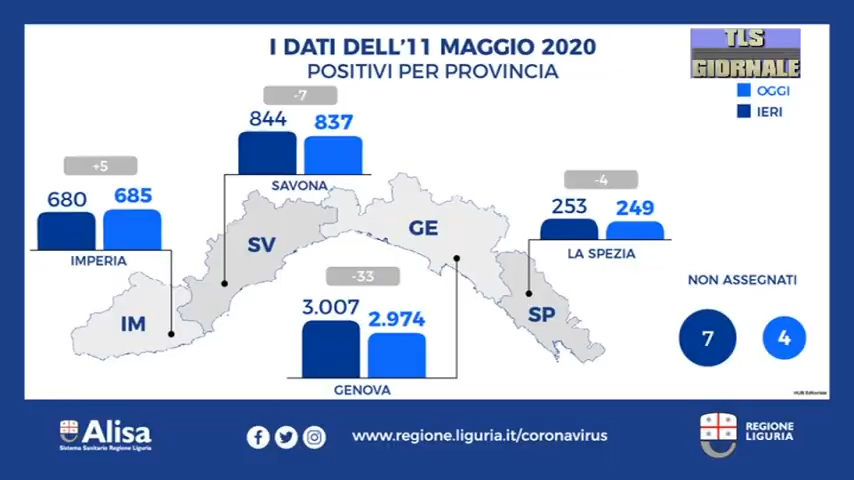 I DATI DELL'11 MAGGIO 2020
POSITIVI PER PROVINCIA
TLS
GIORNALE
OGGI
IERI
-7
844
837
SAVONA
+5
680
685
IMPERIA
-4
253
249
LA SPEZIA
SV
GE
IM
SP
-33
3.007
2.974
GENOVA
NON ASSEGNATI
7
4
HUB Editoriale
Alisa
Sistema Sanitario Regione Liguria
www.regione.liguria.it/coronavirus
REGIONE
LIGURIA